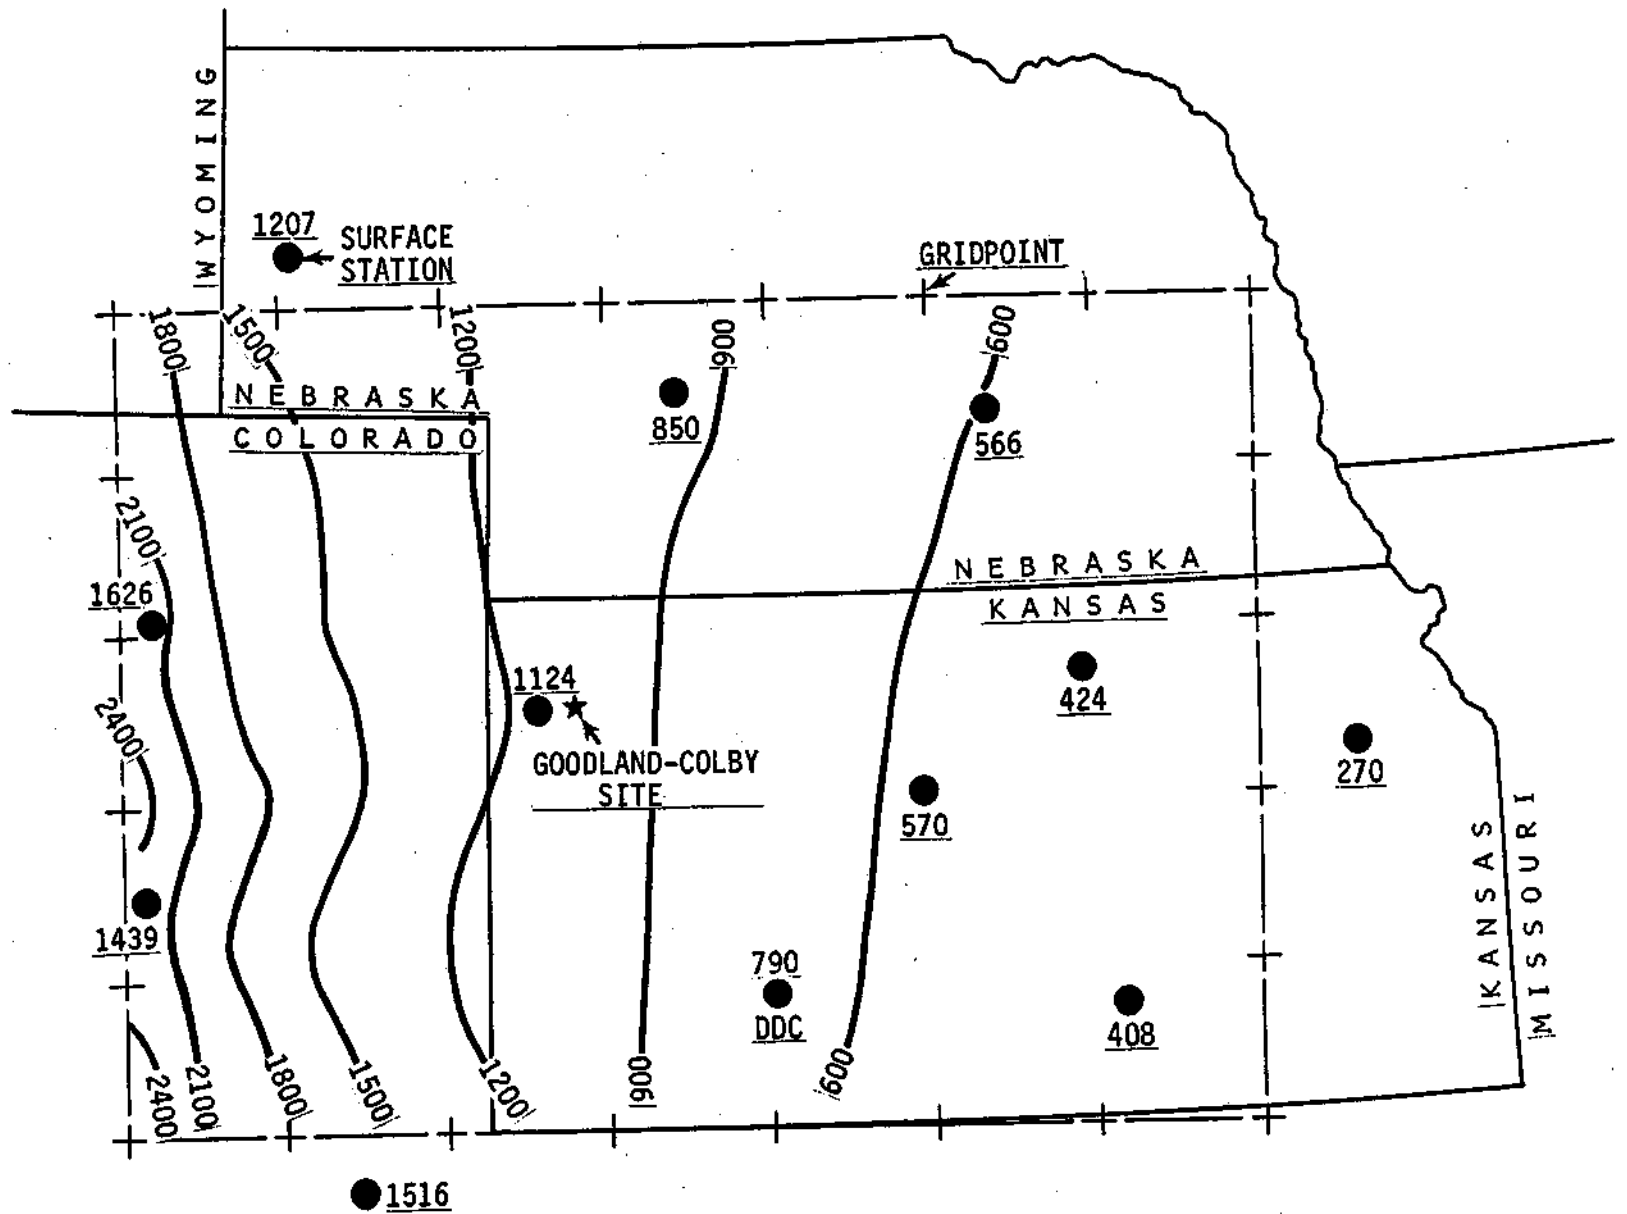 WYOMING
1207
SURFACE
STATION
GRIDPOINT
1800
1500
1200
900
600
NEBRASKA
COLORADO
850
566
2100
1626
NEBRASKA
KANSAS
424
1124
2400
GOODLAND-COLBY
SITE
270
570
KANSAS
MISSOURI
1439
790
DDC
408
2400
2100
1800
1500
1200
900
600
1516